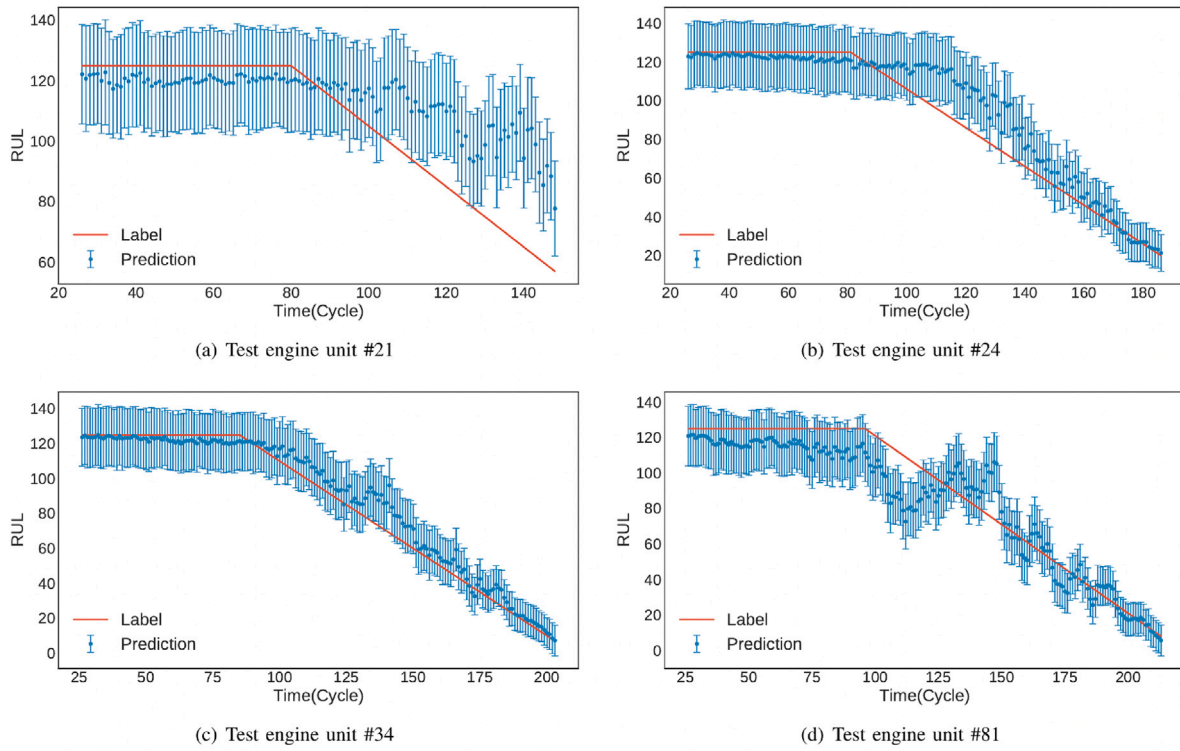 140
120
100
80
60
RUL
Label
Prediction
20 40 60 80 100 120 140
Time(Cycle)
(a) Test engine unit #21
140
120
100
80
60
40
20
RUL
Label
Prediction
20 40 60 80 100 120 140 160 180
Time(Cycle)
(b) Test engine unit #24
140
120
100
80
60
40
20
0
RUL
Label
Prediction
25 50 75 100 125 150 175 200
Time(Cycle)
(c) Test engine unit #34
140
120
100
80
60
40
20
0
RUL
Label
Prediction
25 50 75 100 125 150 175 200
Time(Cycle)
(d) Test engine unit #81